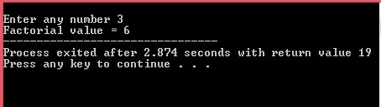 Enter any number 3
Factorial value = 6
--------------------------------
Process exited after 2.874 seconds with return value 19
Press any key to continue . . .